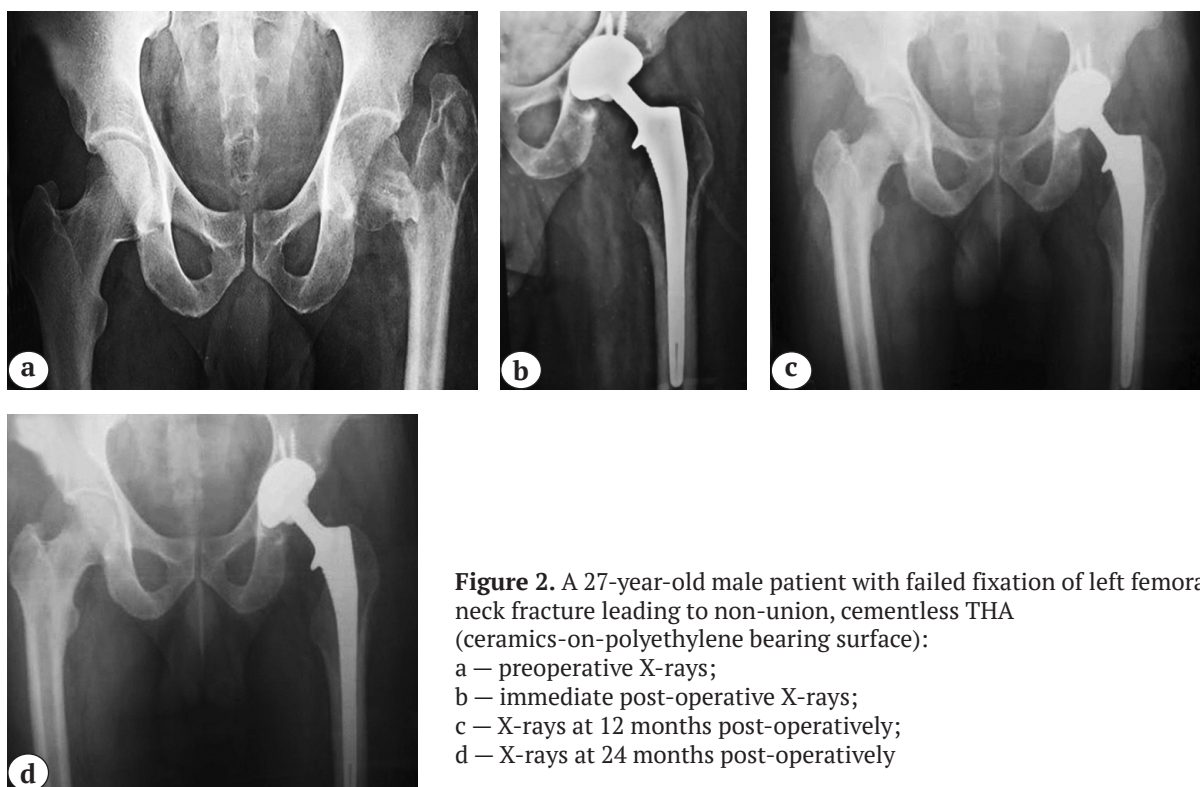 a
b
c
d
Figure 2. A 27-year-old male patient with failed fixation of left femora
neck fracture leading to non-union, cementless THA
(ceramics-on-polyethylene bearing surface):
a — preoperative X-rays;
b — immediate post-operative X-rays;
c — X-rays at 12 months post-operatively;
d — X-rays at 24 months post-operatively